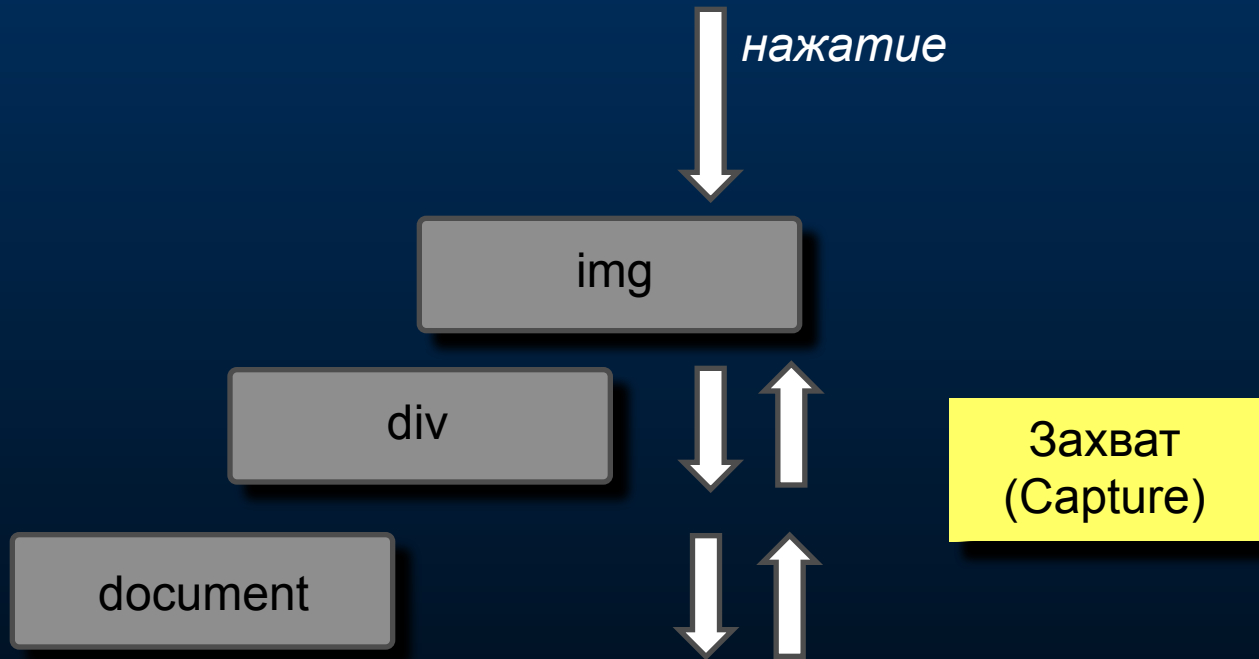 нажатие
img
div
Захват
(Capture)
document